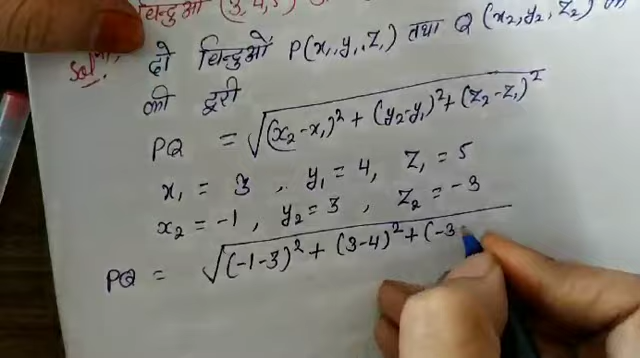 बिन्दुओं (3,4,5)
Solⁿ. दो बिन्दुओं P(x₁,y₁,z₁) तथा Q(x₂,y₂,z₂)
की दूरी
PQ = √(x₂-x₁)² + (y₂-y₁)² + (z₂-z₁)²
x₁ = 3, y₁ = 4, z₁ = 5
x₂ = -1, y₂ = 3, z₂ = -3
PQ = √(-1-3)² + (3-4)² + (-3